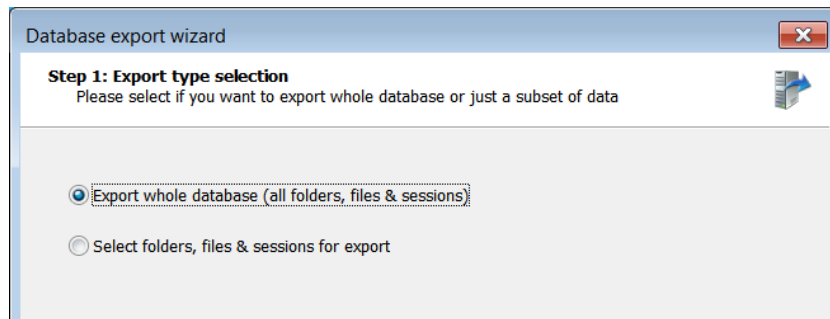 Database export wizard
Step 1: Export type selection
Please select if you want to export whole database or just a subset of data
Export whole database (all folders, files & sessions)
Select folders, files & sessions for export